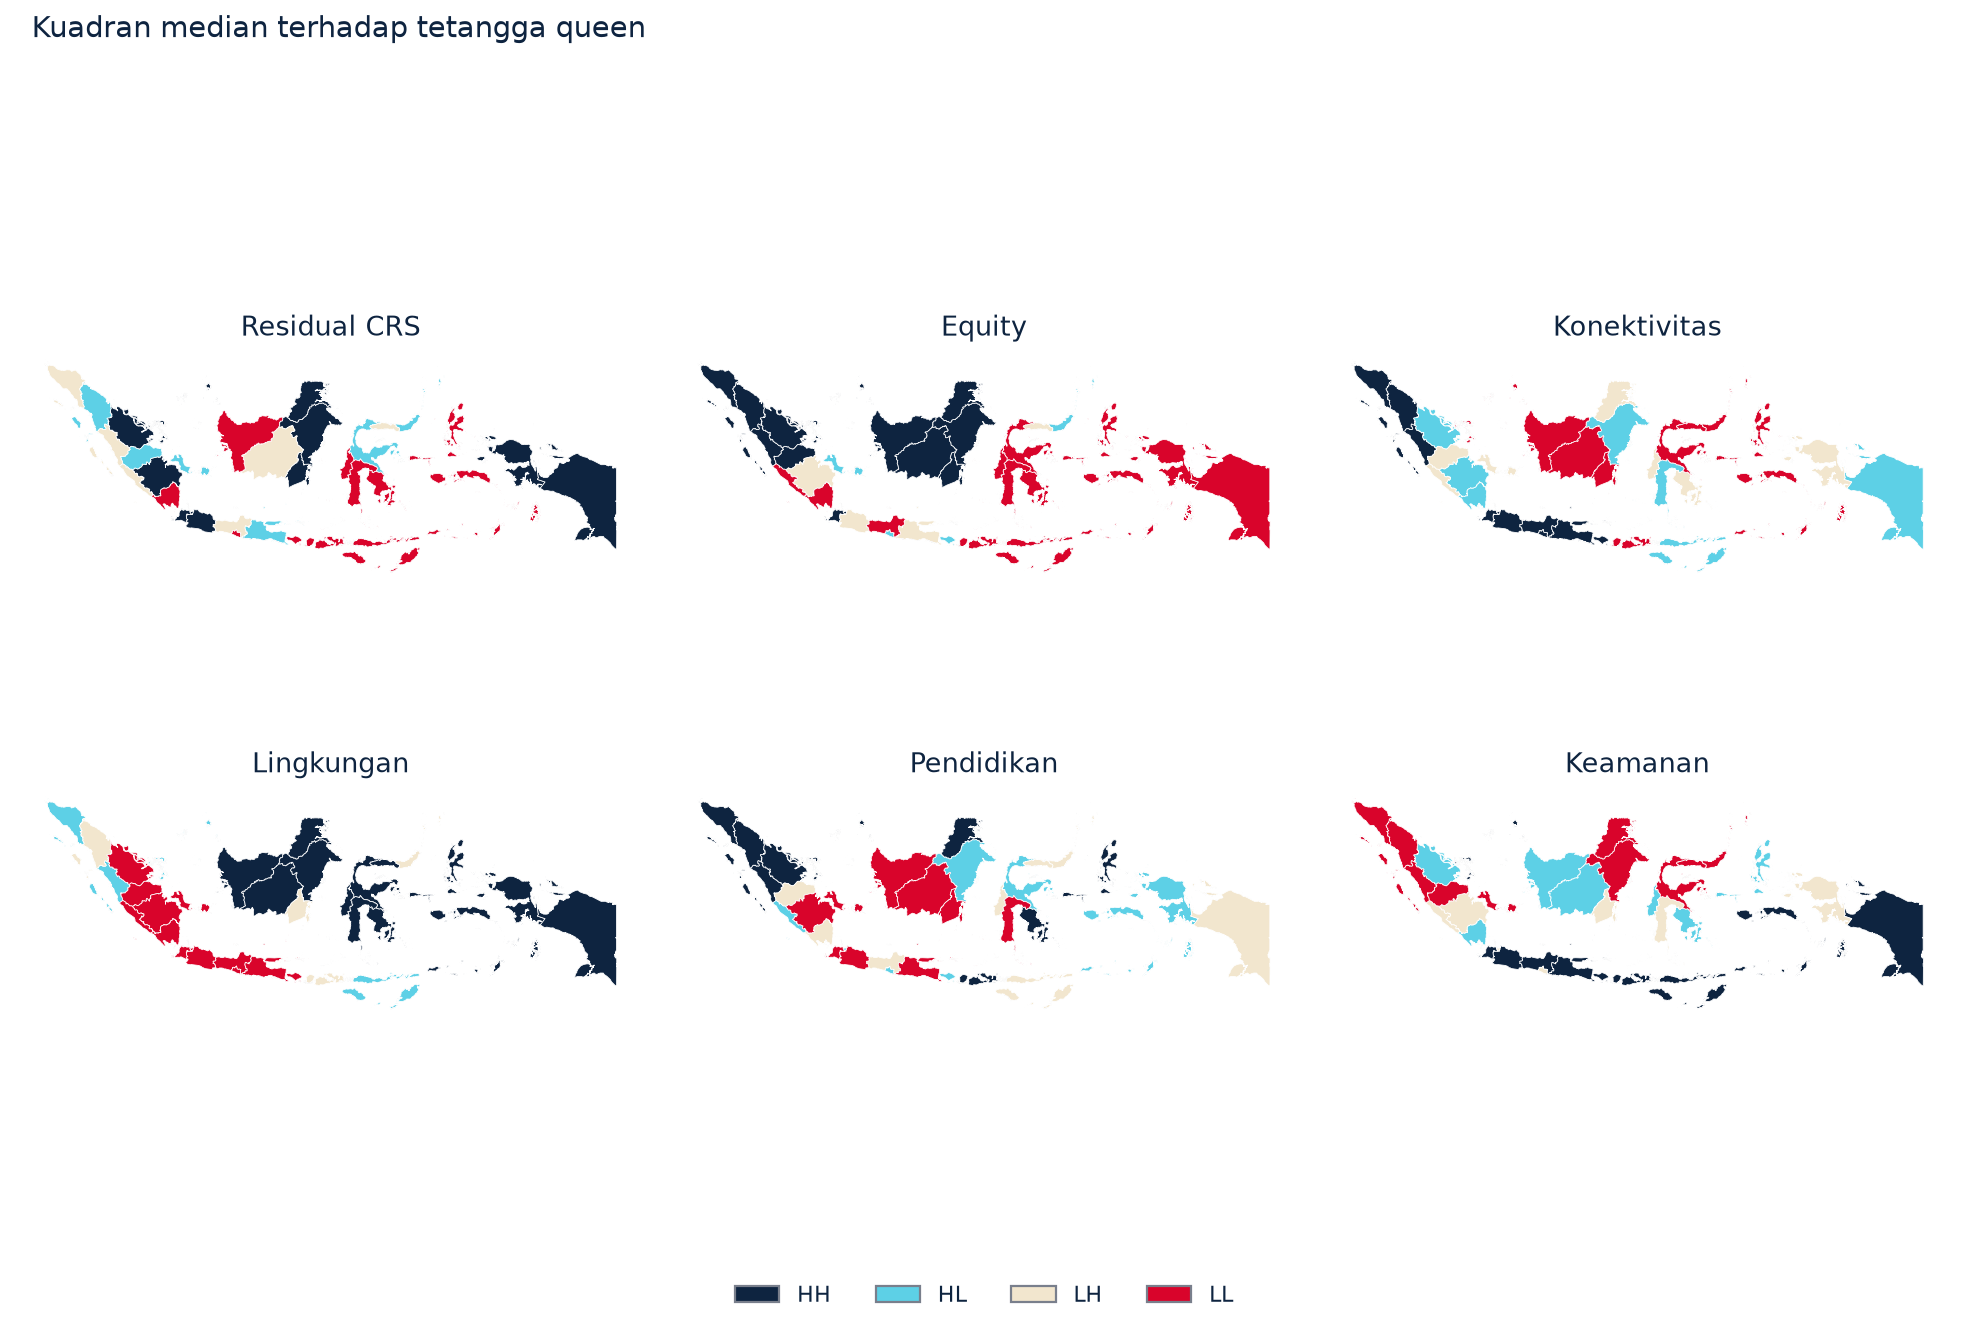 Kuadran median terhadap tetangga queen
Residual CRS
Equity
Konektivitas
Lingkungan
Pendidikan
Keamanan
HH
HL
LH
LL